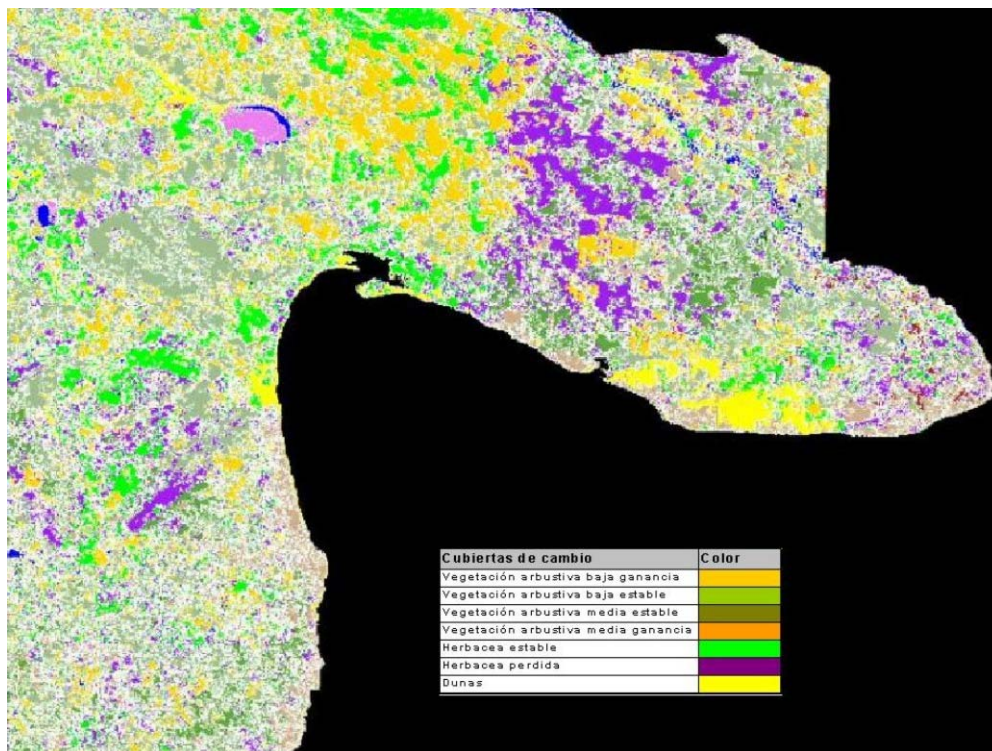 Cubiertas de cambio Color
Vegetación arbustiva baja ganancia
Vegetación arbustiva baja estable
Vegetación arbustiva media estable
Vegetación arbustiva media ganancia
Herbacea estable
Herbacea perdida
Dunas